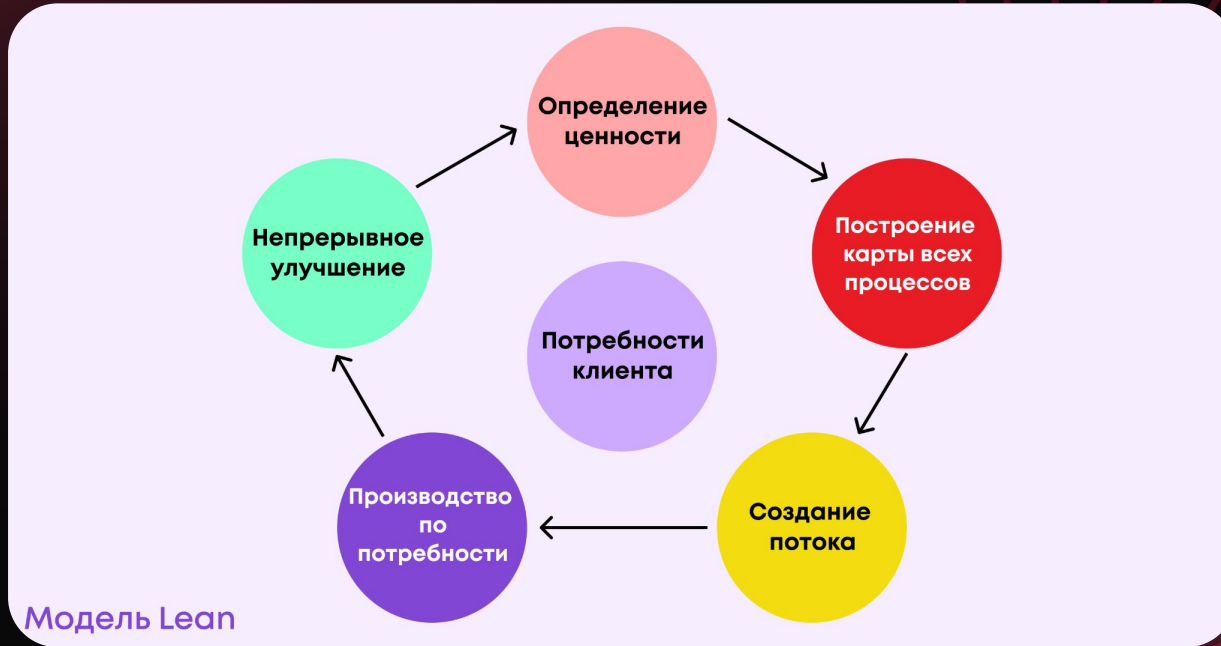 Определение
ценности
Построение
карты всех
процессов
Создание
потока
Производство
по
потребности
Непрерывное
улучшение
Потребности
клиента
Модель Lean